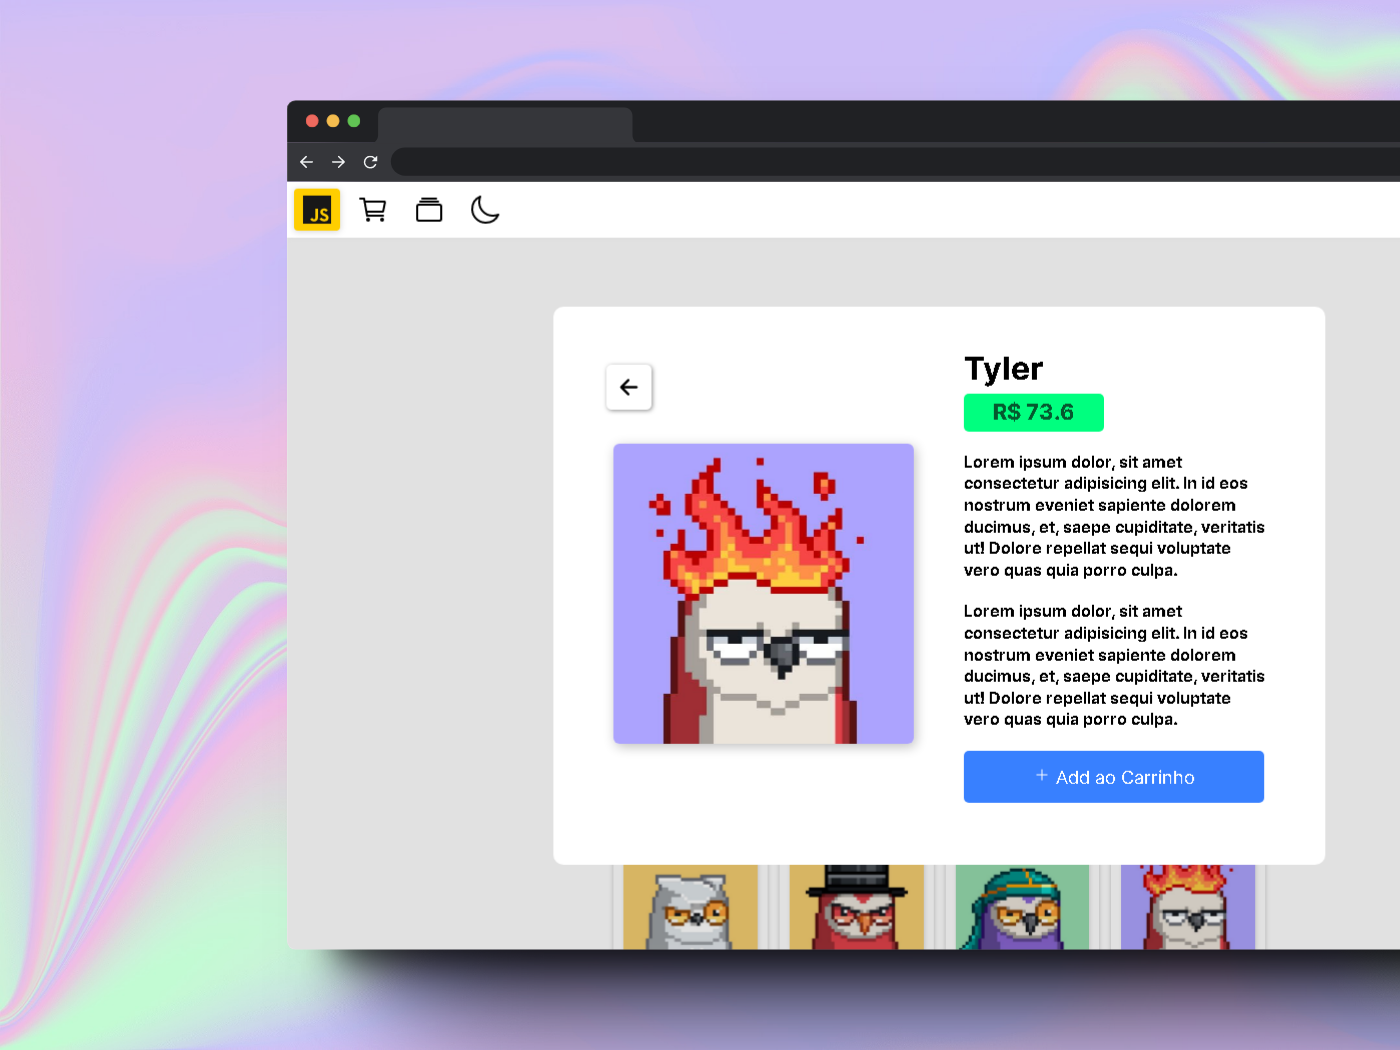 JS
Tyler
R$ 73.6
Lorem ipsum dolor, sit amet
consectetur adipisicing elit. In id eos
nostrum eveniet sapiente dolorem
ducimus, et, saepe cupiditate, veritatis
ut! Dolore repellat sequi voluptate
vero quas quia porro culpa.
Lorem ipsum dolor, sit amet
consectetur adipisicing elit. In id eos
nostrum eveniet sapiente dolorem
ducimus, et, saepe cupiditate, veritatis
ut! Dolore repellat sequi voluptate
vero quas quia porro culpa.
+ Add ao Carrinho